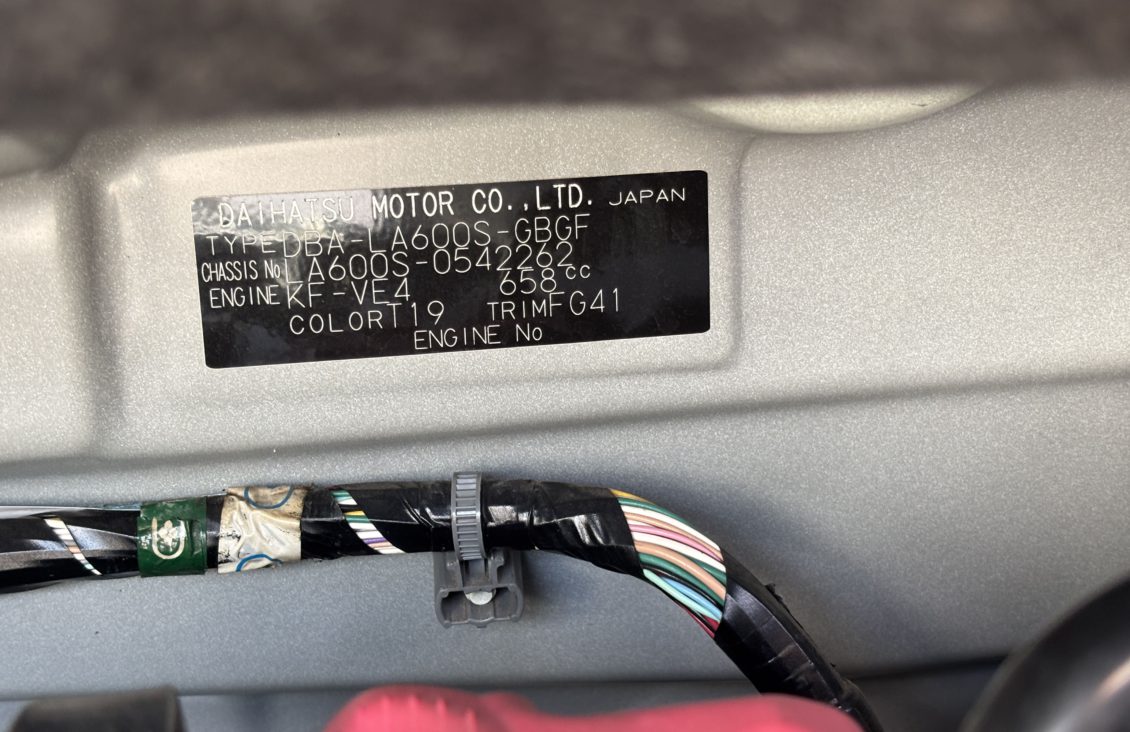 DAIHATSU MOTOR CO.,LTD. JAPAN
TYPE DBA-LA600S-GBGF
CHASSIS No LA600S-0542262
ENGINE KF-VE4 658cc
COLOR T19 TRIM FG41
ENGINE No